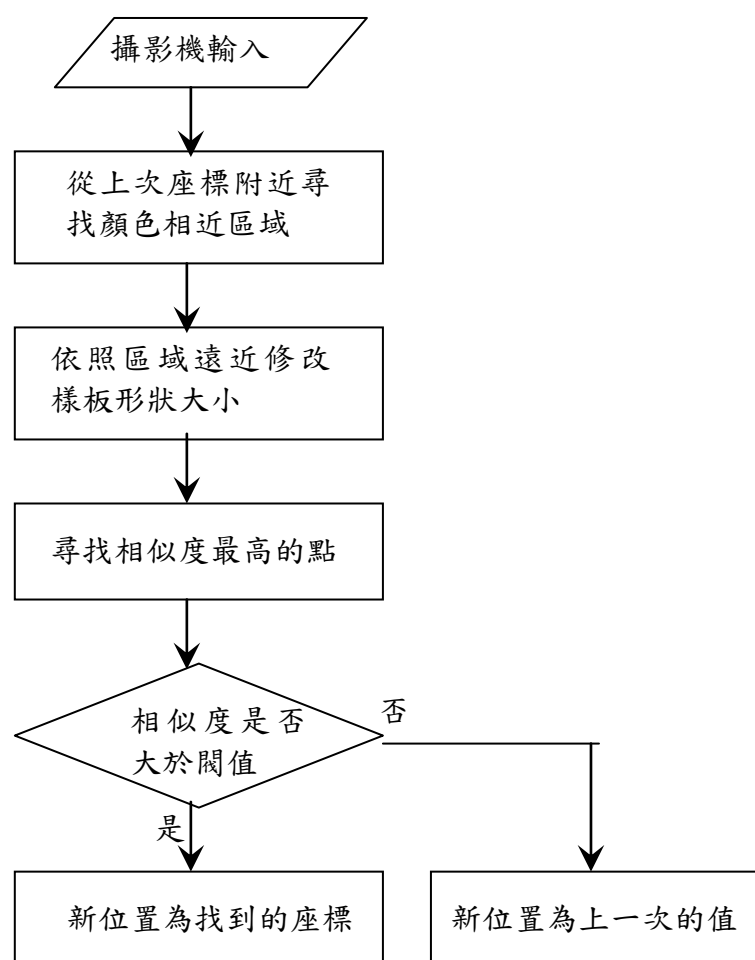 攝影機輸入
從上次座標附近尋
找顏色相近區域
依照區域遠近修改
樣板形狀大小
尋找相似度最高的點
相似度是否
大於閥值
否
是
新位置為找到的座標
新位置為上一次的值